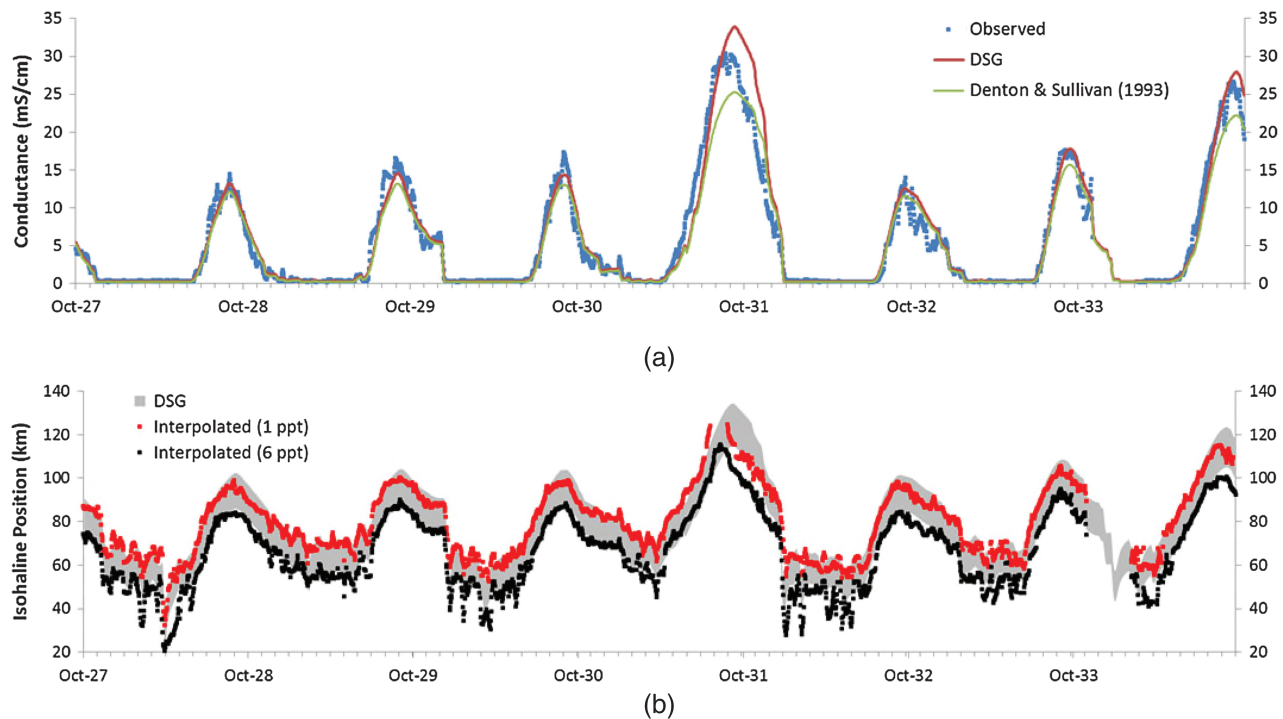 35
30
25
20
15
10
5
0
Conductance (mS/cm)
Observed
DSG
Denton & Sullivan (1993)
35
30
25
20
15
10
5
0
Oct-27 Oct-28 Oct-29 Oct-30 Oct-31 Oct-32 Oct-33
(a)
140
120
100
80
60
40
20
Isohaline Position (km)
DSG
Interpolated (1 ppt)
Interpolated (6 ppt)
140
120
100
80
60
40
20
Oct-27 Oct-28 Oct-29 Oct-30 Oct-31 Oct-32 Oct-33
(b)